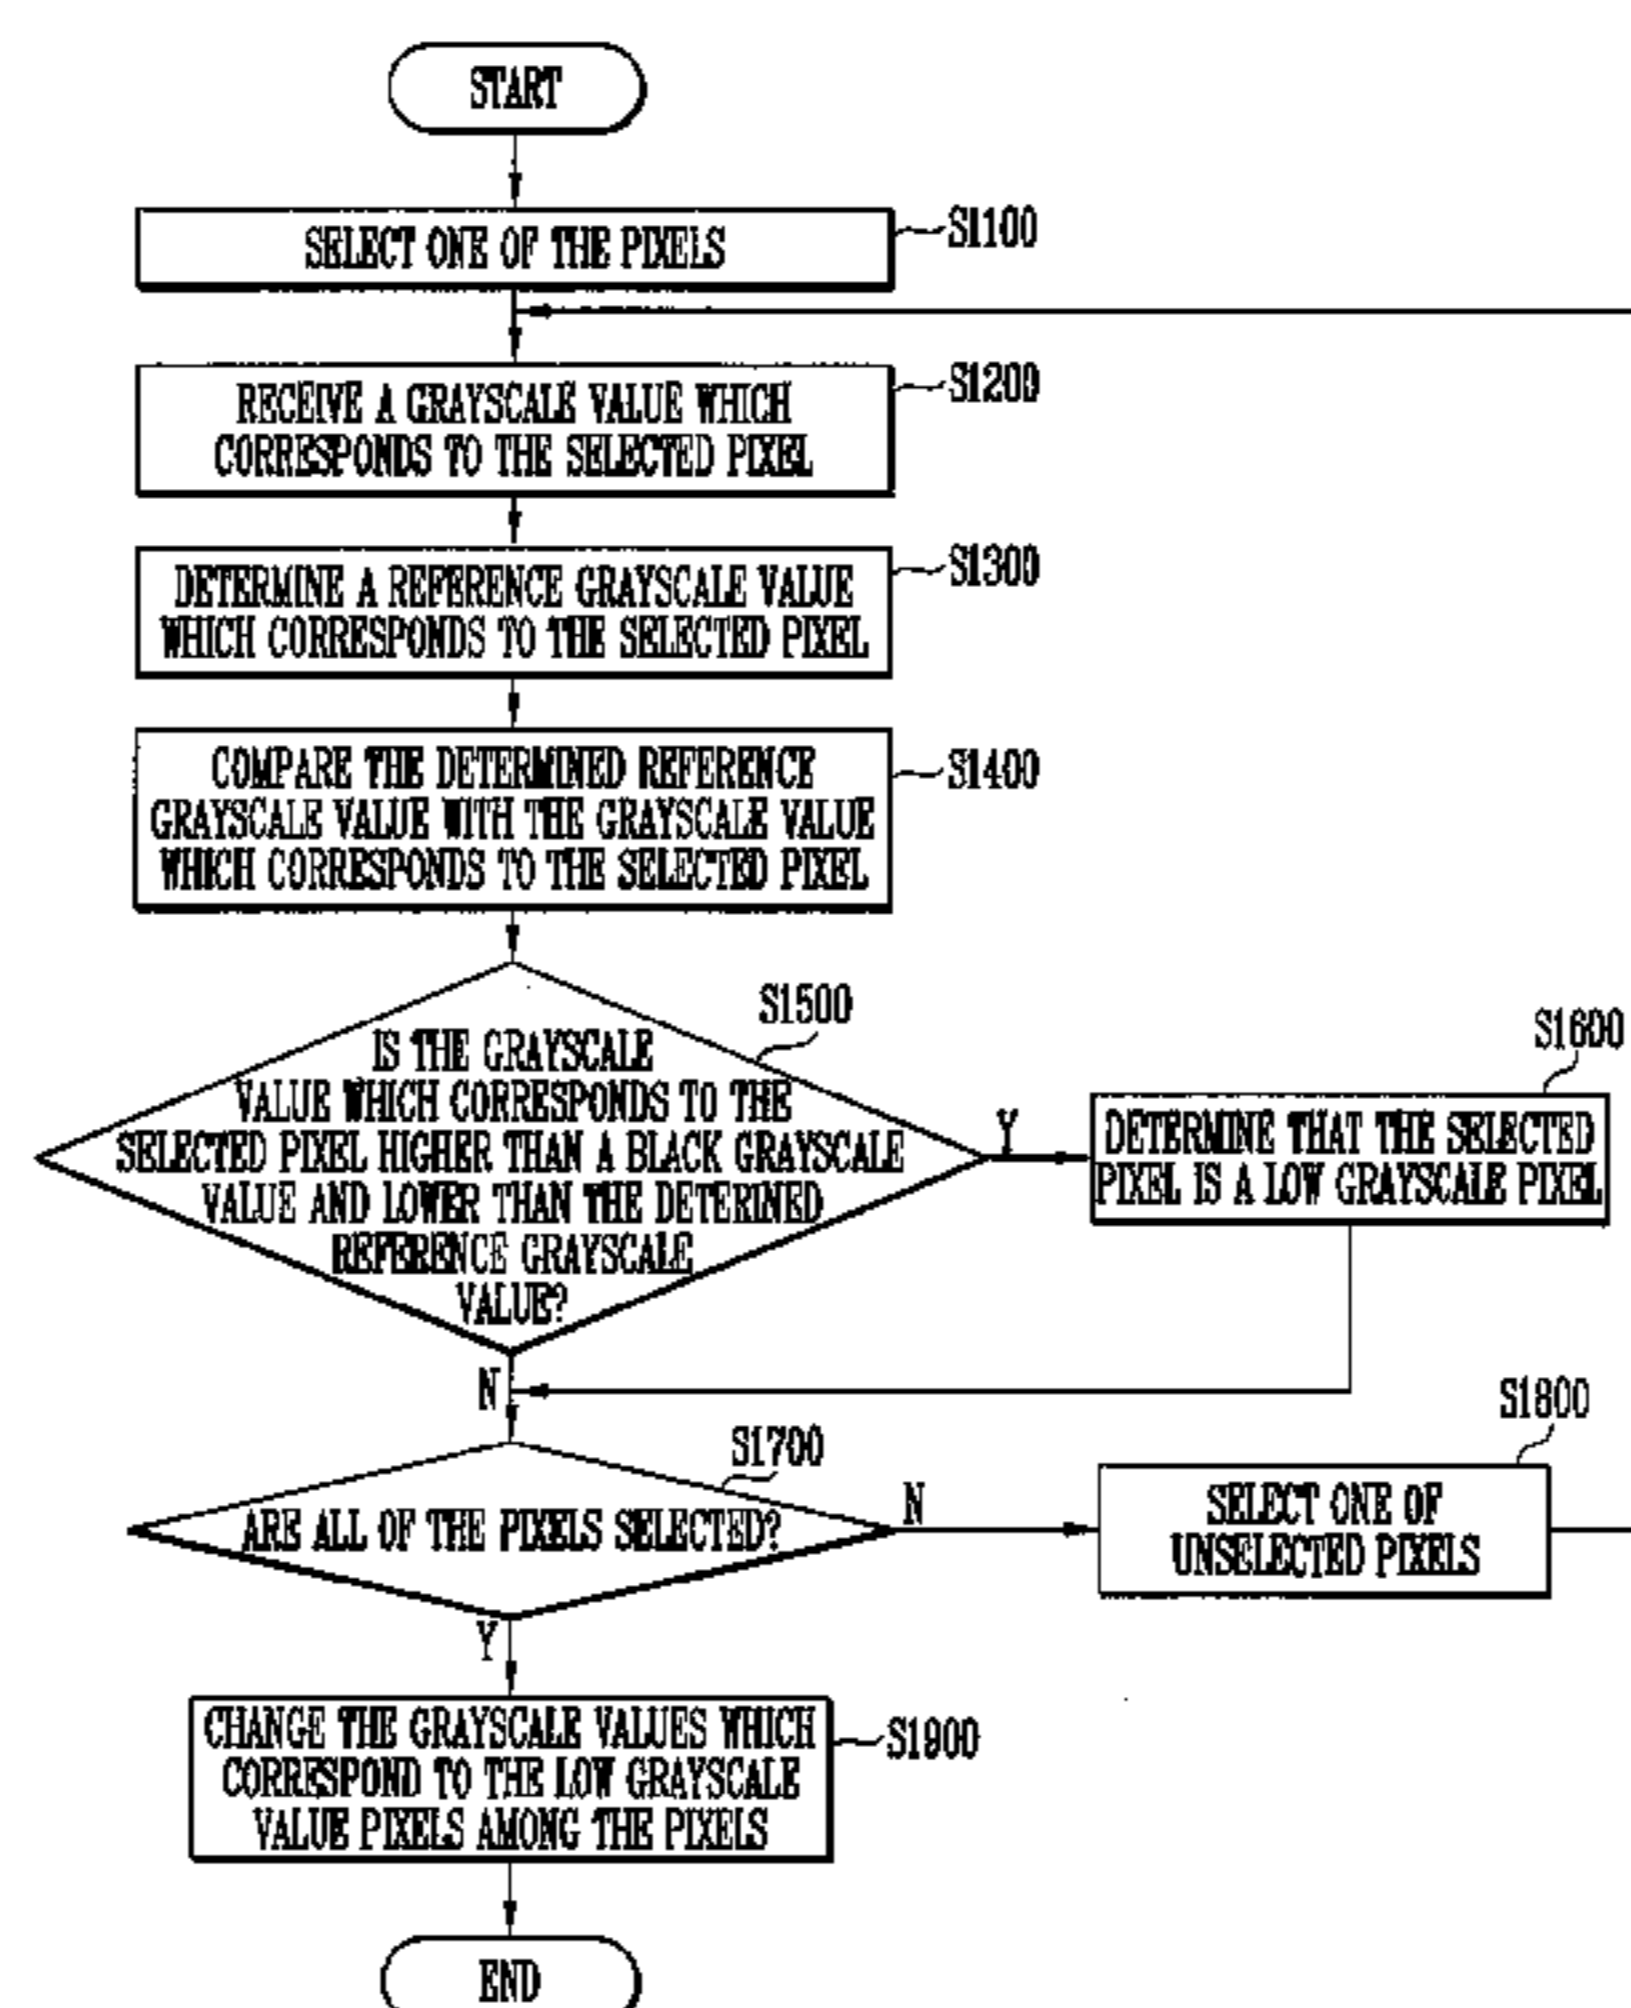 START
SELECT ONE OF THE PIXELS
S1100
RECEIVE A GRAYSCALE VALUE WHICH
CORRESPONDS TO THE SELECTED PIXEL
S1200
DETERMINE A REFERENCE GRAYSCALE VALUE
WHICH CORRESPONDS TO THE SELECTED PIXEL
S1300
COMPARE THE DETERMINED REFERENCE
GRAYSCALE VALUE WITH THE GRAYSCALE VALUE
WHICH CORRESPONDS TO THE SELECTED PIXEL
S1400
S1500
IS THE GRAYSCALE
VALUE WHICH CORRESPONDS TO THE
SELECTED PIXEL HIGHER THAN A BLACK GRAYSCALE
VALUE AND LOWER THAN THE DETERINED
REFERENCE GRAYSCALE
VALUE?
Y
S1600
DETERMINE THAT THE SELECTED
PIXEL IS A LOW GRAYSCALE PIXEL
N
S1700
ARE ALL OF THE PIXELS SELECTED?
N
S1800
SELECT ONE OF
UNSELECTED PIXELS
Y
CHANGE THE GRAYSCALE VALUES WHICH
CORRESPOND TO THE LOW GRAYSCALE
VALUE PIXELS AMONG THE PIXELS
S1900
END